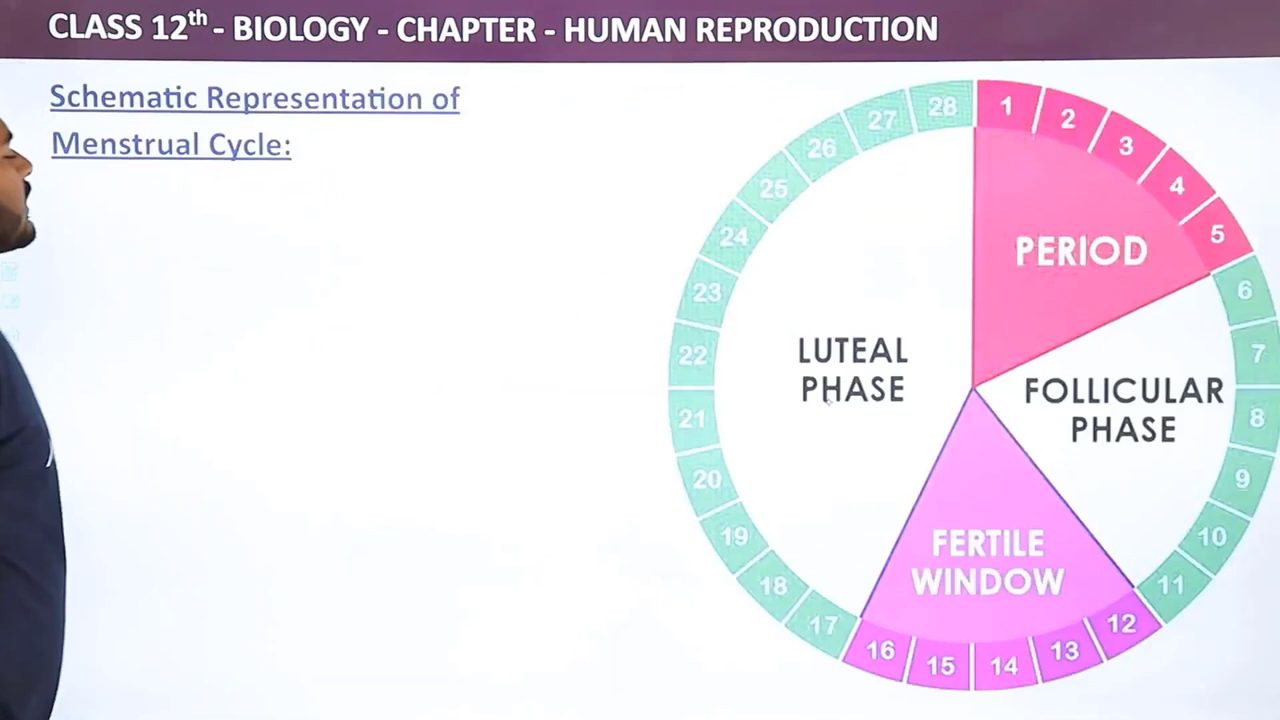 CLASS 12th - BIOLOGY - CHAPTER - HUMAN REPRODUCTION
Schematic Representation of
Menstrual Cycle:
28
1
2
3
4
5
6
7
8
9
10
11
12
13
14
15
16
17
18
19
20
21
22
23
24
25
26
27
PERIOD
LUTEAL
PHASE
FOLLICULAR
PHASE
FERTILE
WINDOW